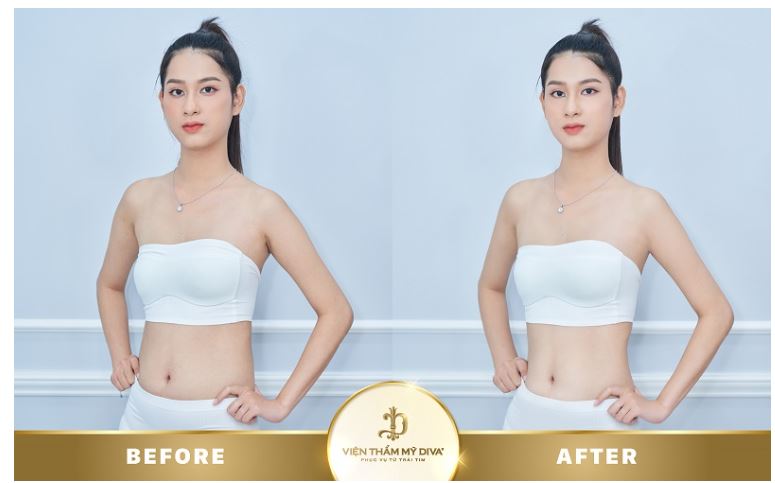 BEFORE
AFTER
VIỆN THẨM MỸ DIVA
PHỤC VỤ TỪ TRÁI TIM